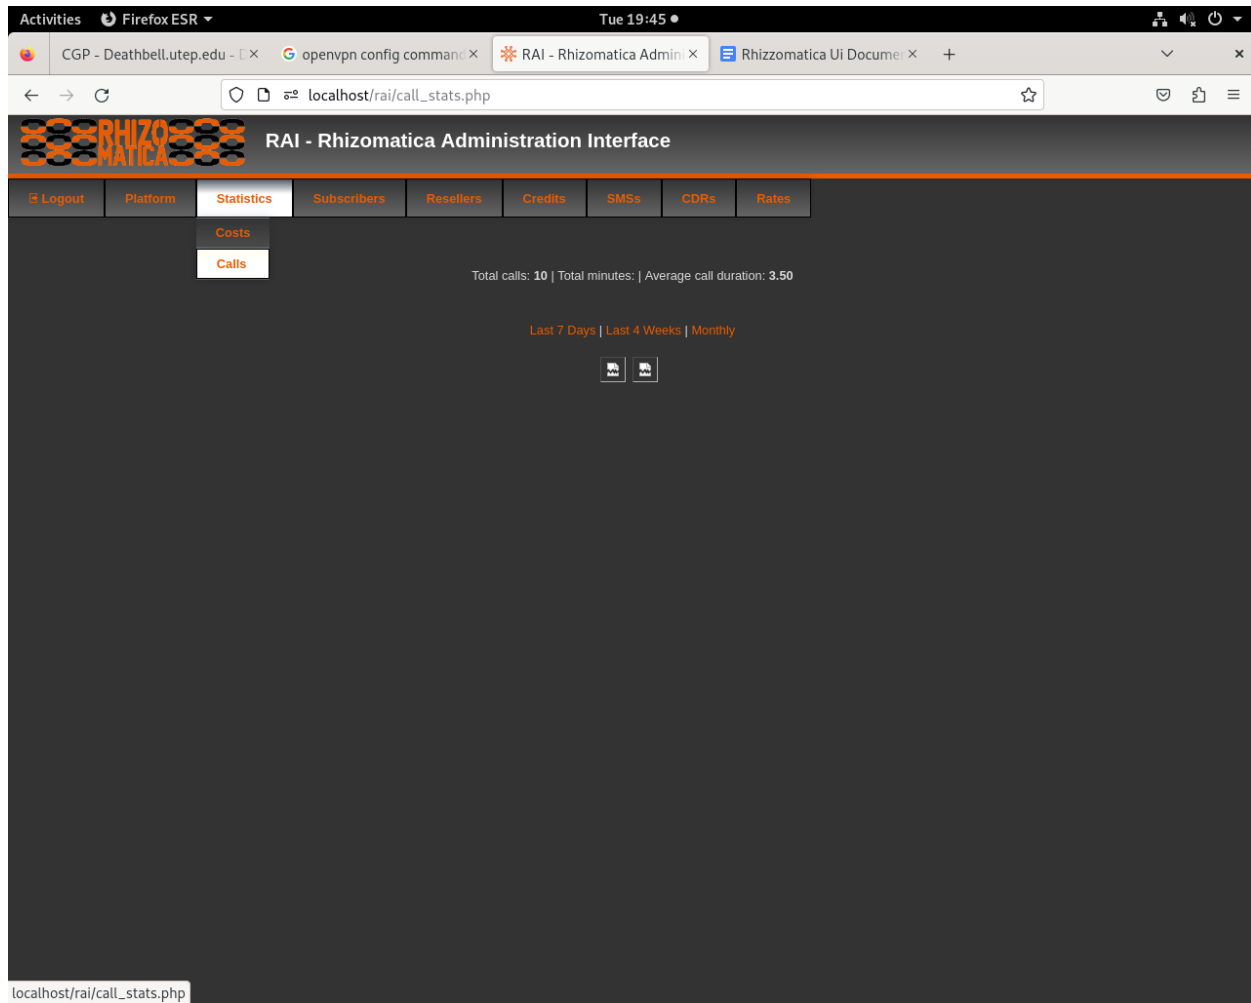 Activities Firefox ESR Tue 19:45
CGP - Deathbell.utep.edu - D openvpn config command RAI - Rhizomatica Admini Rhizzomatica Ui Documen
localhost/rai/call_stats.php
RHIZO
MATICA
RAI - Rhizomatica Administration Interface
Logout Platform Statistics Subscribers Resellers Credits SMSs CDRs Rates
Costs
Calls
Total calls: 10 | Total minutes: | Average call duration: 3.50
Last 7 Days | Last 4 Weeks | Monthly
localhost/rai/call_stats.php